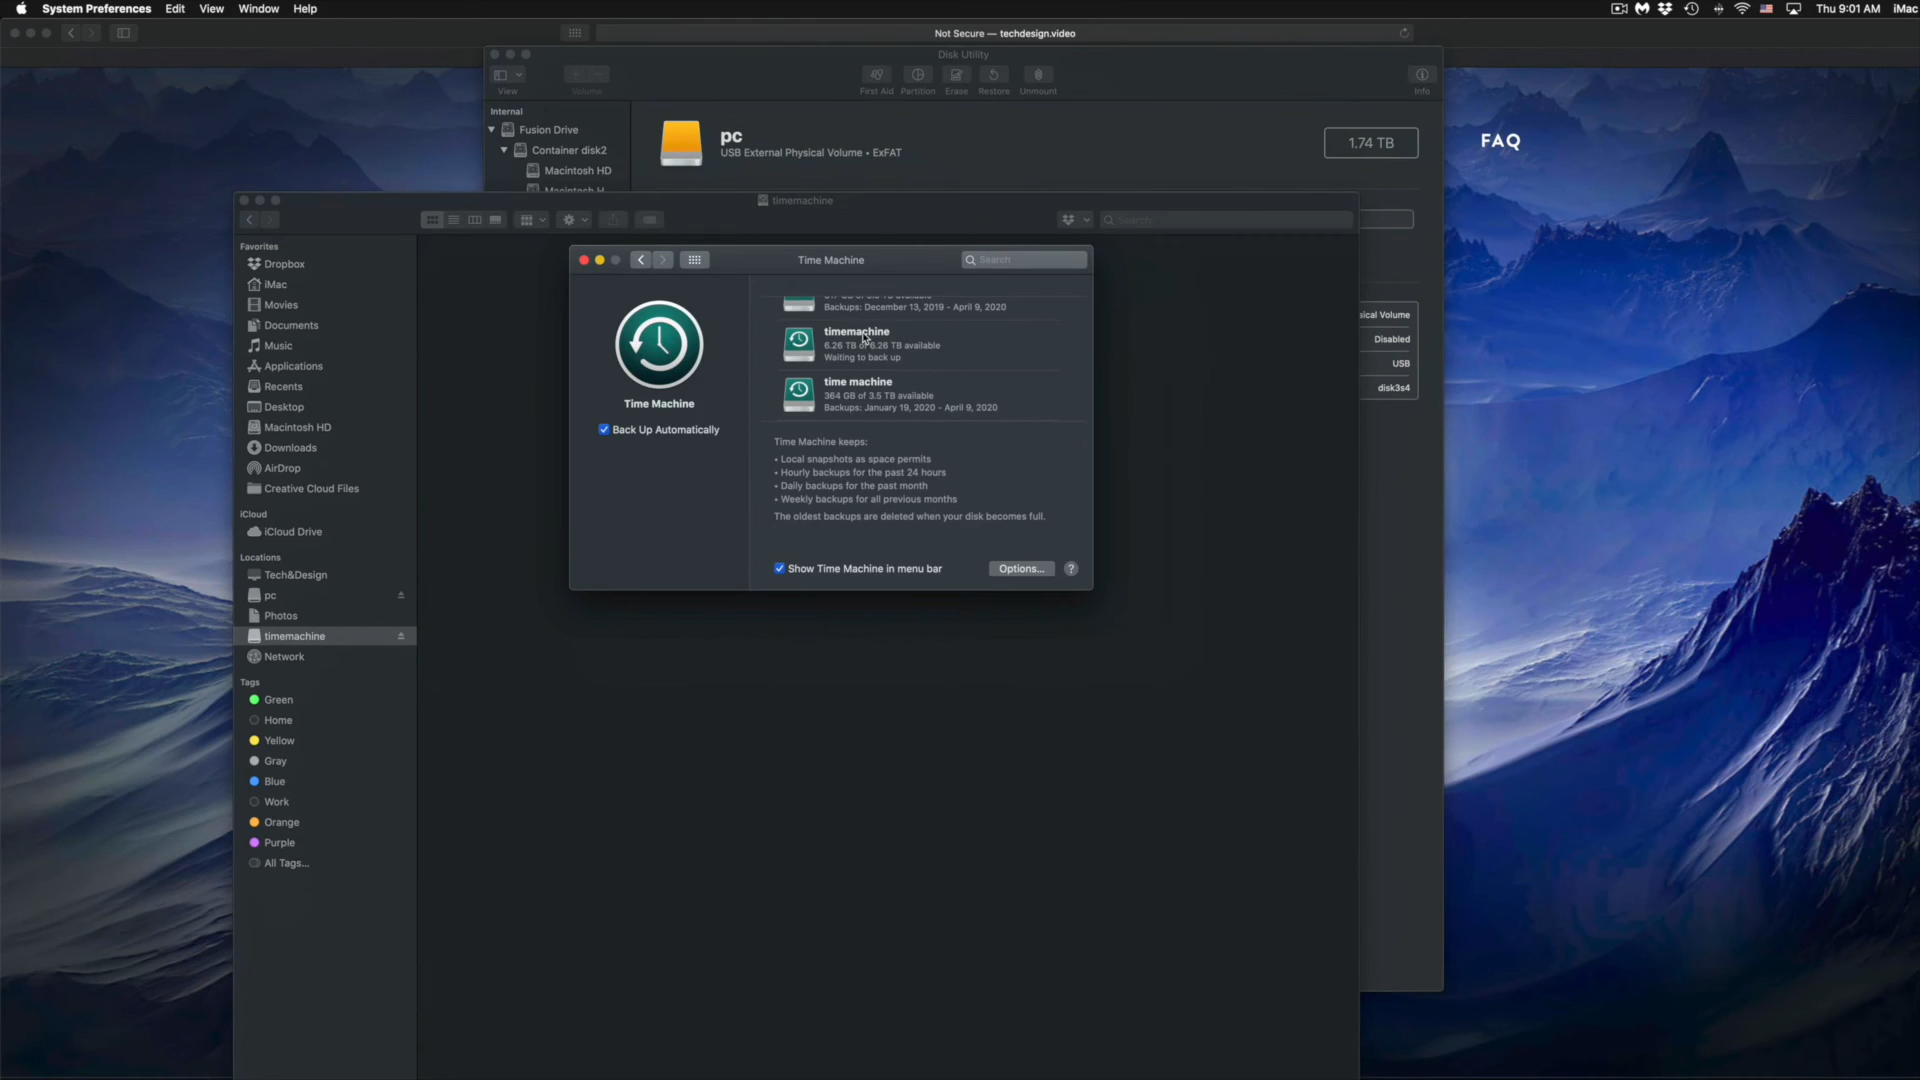 System Preferences Edit View Window Help
Thu 9:01 AM iMac
Not Secure — techdesign.video
Disk Utility
View Volume First Aid Partition Erase Restore Unmount Info
Internal
Fusion Drive
Container disk2
Macintosh HD
pc
USB External Physical Volume • ExFAT
1.74 TB
FAQ
timemachine
Search
Favorites
Dropbox
iMac
Movies
Documents
Music
Applications
Recents
Desktop
Macintosh HD
Downloads
AirDrop
Creative Cloud Files
iCloud
iCloud Drive
Locations
Tech&Design
pc
Photos
timemachine
Network
Tags
Green
Home
Yellow
Gray
Blue
Work
Orange
Purple
All Tags...
Time Machine
Search
Time Machine
Back Up Automatically
Backups: December 13, 2019 - April 9, 2020
timemachine
6.26 TB of 6.26 TB available
Waiting to back up
time machine
364 GB of 3.5 TB available
Backups: January 19, 2020 - April 9, 2020
Time Machine keeps:
• Local snapshots as space permits
• Hourly backups for the past 24 hours
• Daily backups for the past month
• Weekly backups for all previous months
The oldest backups are deleted when your disk becomes full.
Show Time Machine in menu bar
Options...
?
Volume
Disabled
USB
disk3s4